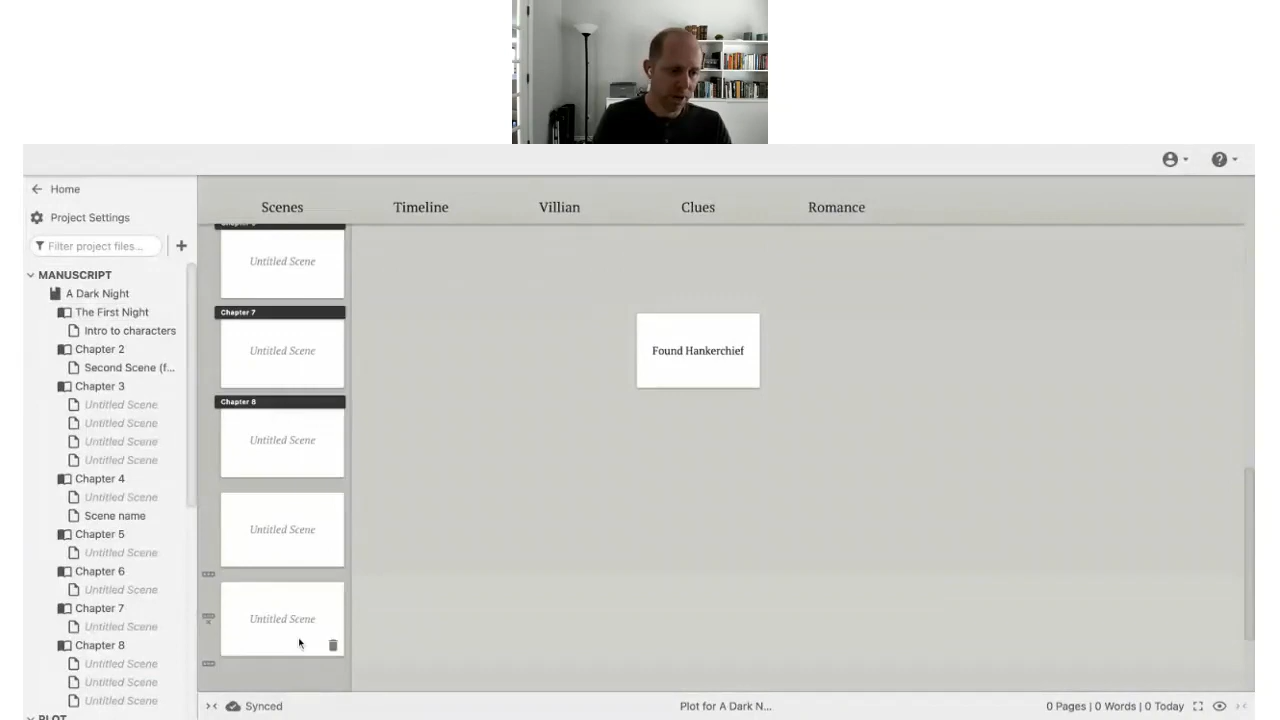 Home
Project Settings
Filter project files...
MANUSCRIPT
A Dark Night
The First Night
Intro to characters
Chapter 2
Second Scene (f...
Chapter 3
Untitled Scene
Untitled Scene
Untitled Scene
Untitled Scene
Chapter 4
Untitled Scene
Scene name
Chapter 5
Untitled Scene
Chapter 6
Untitled Scene
Chapter 7
Untitled Scene
Chapter 8
Untitled Scene
Untitled Scene
Untitled Scene
PLOT
Scenes Timeline Villian Clues Romance
Untitled Scene
Chapter 7
Untitled Scene
Found Hankerchief
Chapter 8
Untitled Scene
Untitled Scene
Untitled Scene
Synced
Plot for A Dark N...
0 Pages | 0 Words | 0 Today